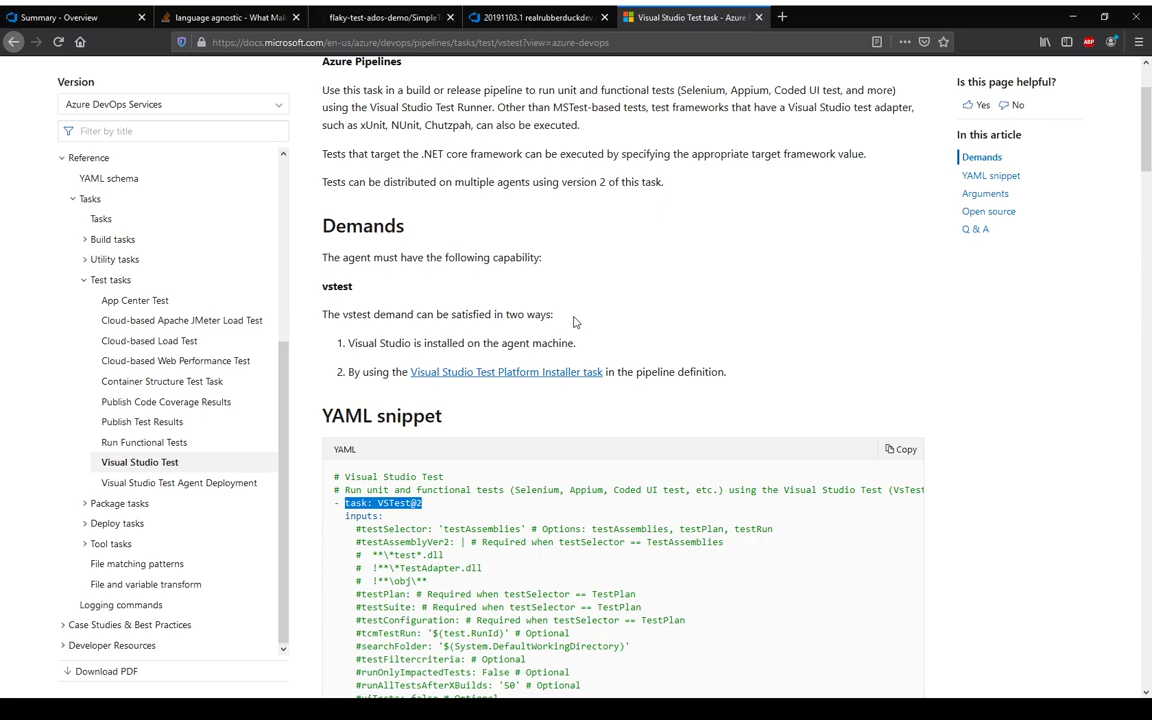 Summary - Overview
language agnostic - What Mak
flaky-test-ados-demo/SimpleT
20191103.1 realrubberduckdev
Visual Studio Test task - Azure
https://docs.microsoft.com/en-us/azure/devops/pipelines/tasks/test/vstest?view=azure-devops
ABP
Version
Azure DevOps Services
Filter by title
Reference
YAML schema
Tasks
Tasks
Build tasks
Utility tasks
Test tasks
App Center Test
Cloud-based Apache JMeter Load Test
Cloud-based Load Test
Cloud-based Web Performance Test
Container Structure Test Task
Publish Code Coverage Results
Publish Test Results
Run Functional Tests
Visual Studio Test
Visual Studio Test Agent Deployment
Package tasks
Deploy tasks
Tool tasks
File matching patterns
File and variable transform
Logging commands
Case Studies & Best Practices
Developer Resources
Download PDF
Azure Pipelines
Use this task in a build or release pipeline to run unit and functional tests (Selenium, Appium, Coded UI test, and more)
using the Visual Studio Test Runner. Other than MSTest-based tests, test frameworks that have a Visual Studio test adapter,
such as xUnit, NUnit, Chutzpah, can also be executed.
Tests that target the .NET core framework can be executed by specifying the appropriate target framework value.
Tests can be distributed on multiple agents using version 2 of this task.
Demands
The agent must have the following capability:
vstest
The vstest demand can be satisfied in two ways:
1. Visual Studio is installed on the agent machine.
2. By using the Visual Studio Test Platform Installer task in the pipeline definition.
YAML snippet
YAML
Copy
# Visual Studio Test
# Run unit and functional tests (Selenium, Appium, Coded UI test, etc.) using the Visual Studio Test (VsTest
- task: VSTest@2
inputs:
#testSelector: 'testAssemblies' # Options: testAssemblies, testPlan, testRun
#testAssemblyVer2: | # Required when testSelector == TestAssemblies
# **\*test*.dll
# !**\*TestAdapter.dll
# !**\obj\**
#testPlan: # Required when testSelector == TestPlan
#testSuite: # Required when testSelector == TestPlan
#testConfiguration: # Required when testSelector == TestPlan
#tcmTestRun: '$(test.RunId)' # Optional
#searchFolder: '$(System.DefaultWorkingDirectory)'
#testFiltercriteria: # Optional
#runOnlyImpactedTests: False # Optional
#runAllTestsAfterXBuilds: '50' # Optional
#uiTests: false # Optional
Is this page helpful?
Yes
No
In this article
Demands
YAML snippet
Arguments
Open source
Q & A